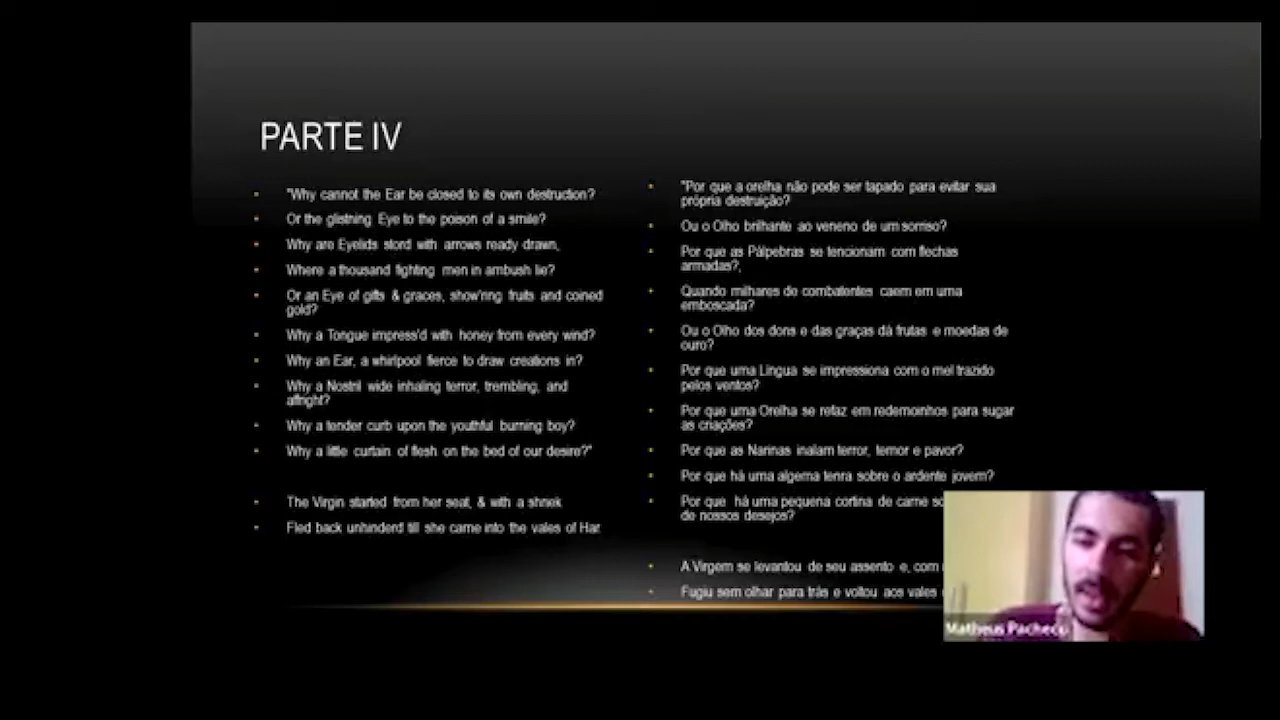 PARTE IV
"Why cannot the Ear be closed to its own destruction?
Or the glistning Eye to the poison of a smile?
Why are Eyelids stord with arrows ready drawn,
Where a thousand fighting men in ambush lie?
Or an Eye of gifts & graces, show'ring fruits and coined
gold?
Why a Tongue impress'd with honey from every wind?
Why an Ear, a whirlpool fierce to draw creations in?
Why a Nostril wide inhaling terror, trembling, and
affright?
Why a tender curb upon the youthful burning boy?
Why a little curtain of flesh on the bed of our desire?"
The Virgin started from her seat, & with a shriek
Fled back unhinderd till she came into the vales of Har
"Por que a orelha não pode ser tapado para evitar sua
própria destruição?
Ou o Olho brilhante ao veneno de um sorriso?
Por que as Pálpebras se tencionam com flechas
armadas?,
Quando milhares de combatentes caem em uma
emboscada?
Ou o Olho dos dons e das graças dá frutas e moedas de
ouro?
Por que uma Língua se impressiona com o mel trazido
pelos ventos?
Por que uma Orelha se refaz em redemoinhos para sugar
as criações?
Por que as Narinas inalam terror, temor e pavor?
Por que há uma algema tenra sobre o ardente jovem?
Por que há uma pequena cortina de carne
de nossos desejos?
A Virgem se levantou de seu assento e, com
Fugiu sem olhar para trás e voltou aos vales
Matheus Pacheco